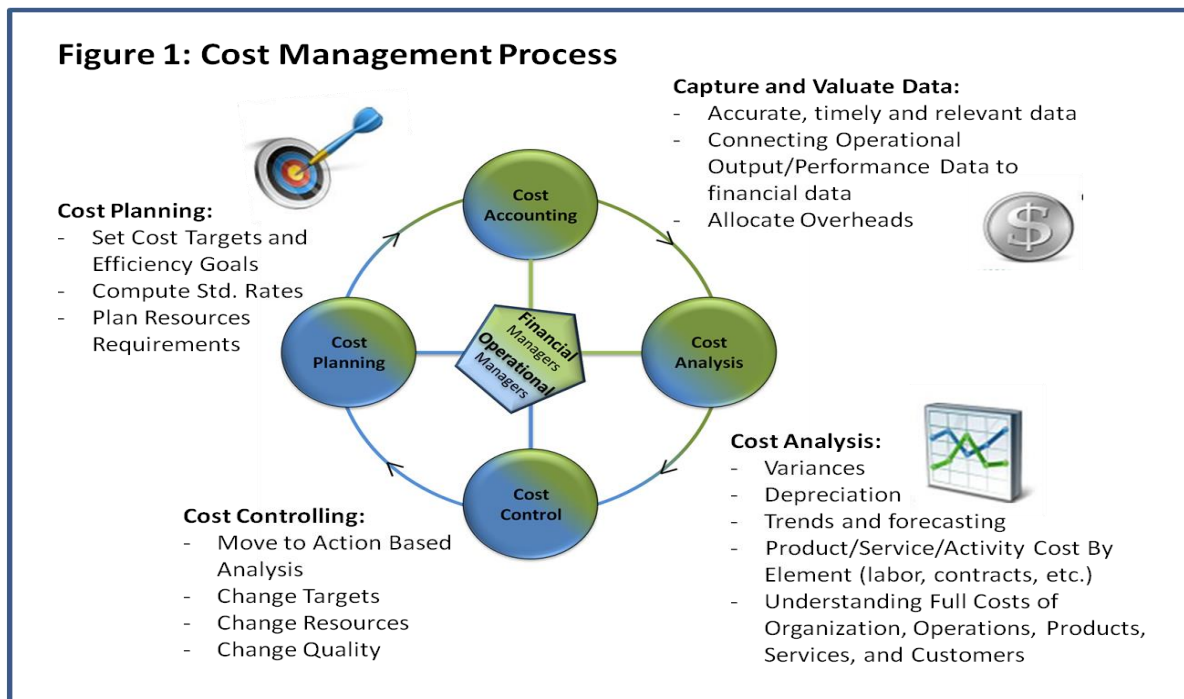 Figure 1: Cost Management Process
Capture and Valuate Data:
- Accurate, timely and relevant data
- Connecting Operational
Output/Performance Data to
financial data
- Allocate Overheads
$
Cost Planning:
- Set Cost Targets and
Efficiency Goals
- Compute Std. Rates
- Plan Resources
Requirements
Cost
Accounting
Cost
Planning
Financial
Managers
Operational
Managers
Cost
Analysis
Cost
Control
Cost Analysis:
- Variances
- Depreciation
- Trends and forecasting
- Product/Service/Activity Cost By
Element (labor, contracts, etc.)
- Understanding Full Costs of
Organization, Operations, Products,
Services, and Customers
Cost Controlling:
- Move to Action Based
Analysis
- Change Targets
- Change Resources
- Change Quality